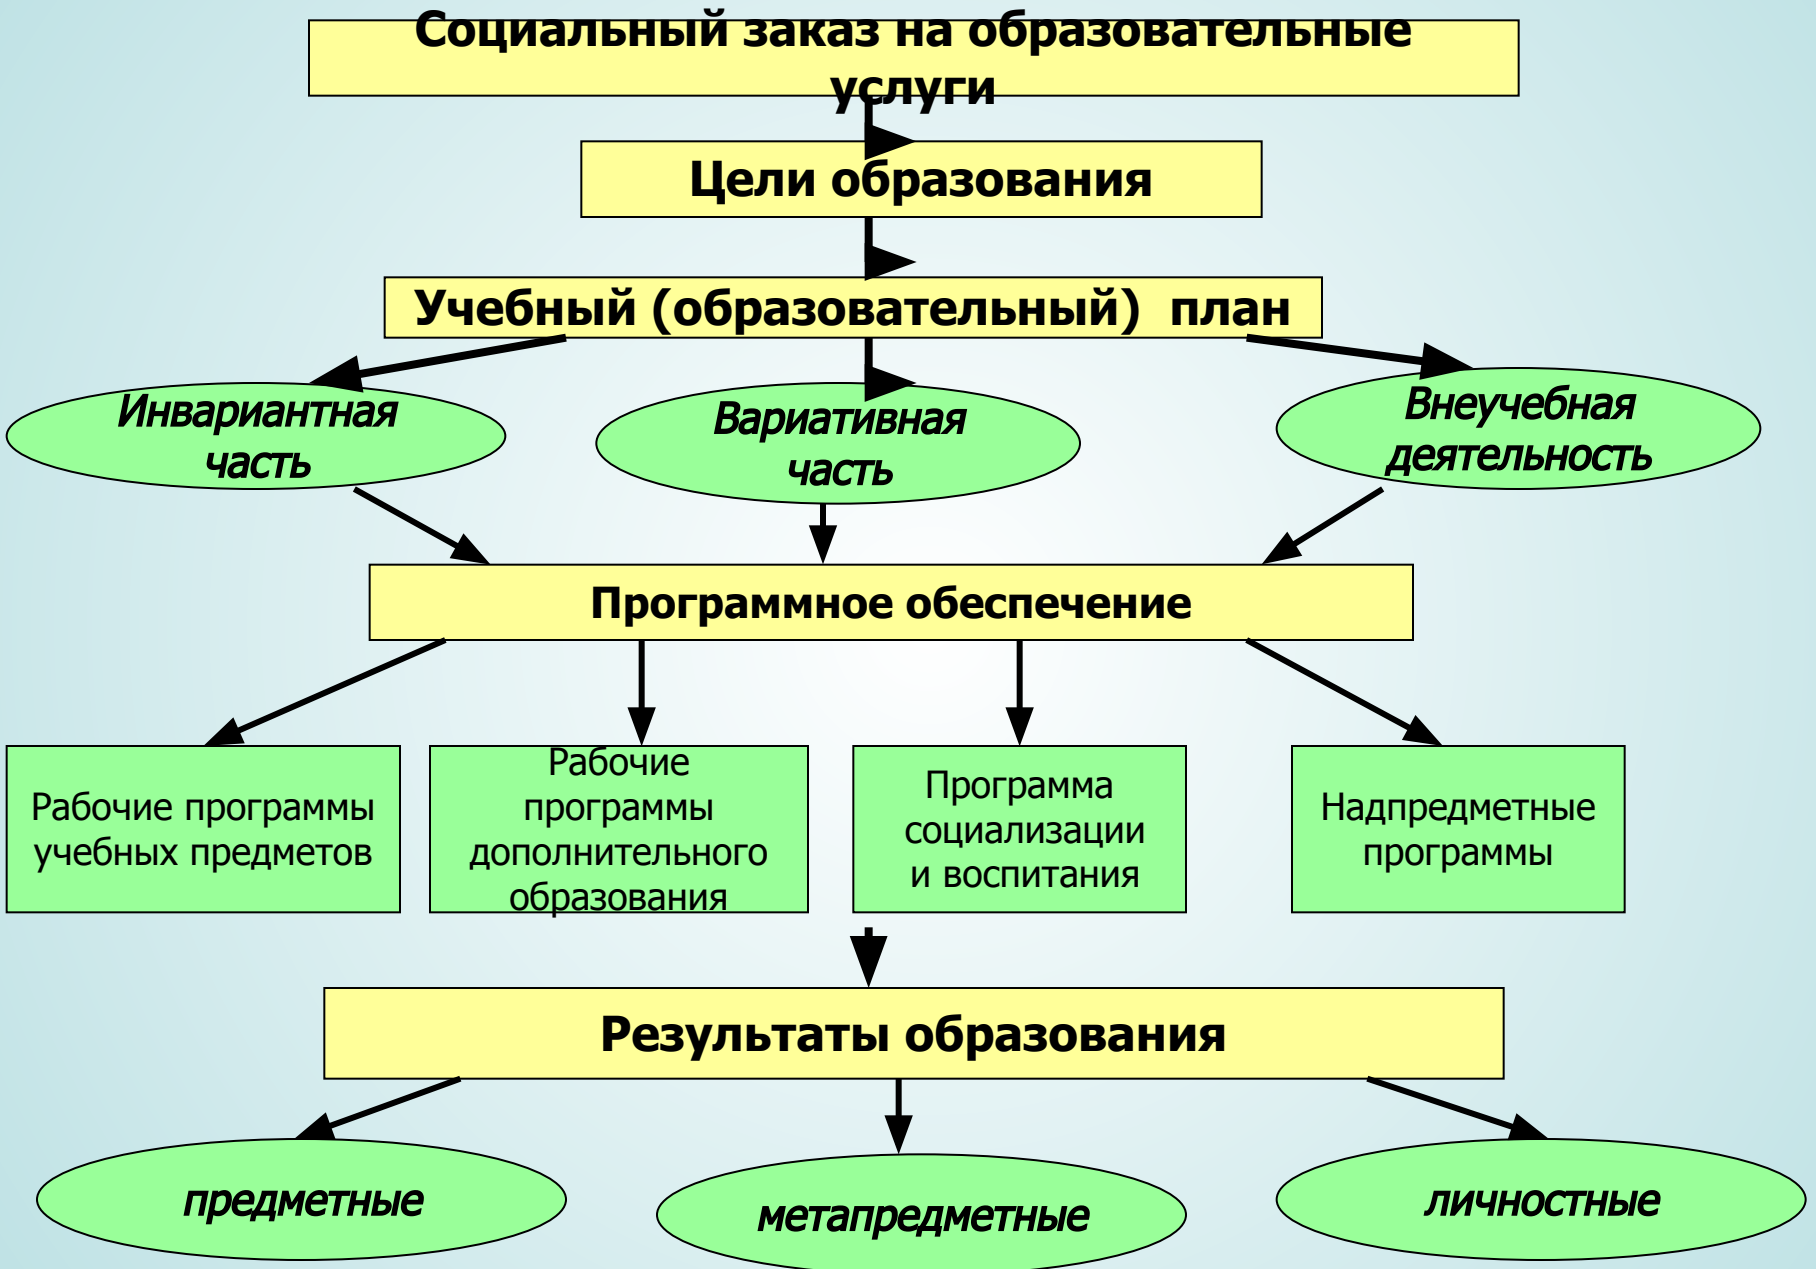 Социальный заказ на образовательные
услуги
Цели образования
Учебный (образовательный) план
Инвариантная
часть
Вариативная
часть
Внеучебная
деятельность
Программное обеспечение
Рабочие программы
учебных предметов
Рабочие
программы
дополнительного
образования
Программа
социализации
и воспитания
Надпредметные
программы
Результаты образования
предметные
метапредметные
личностные